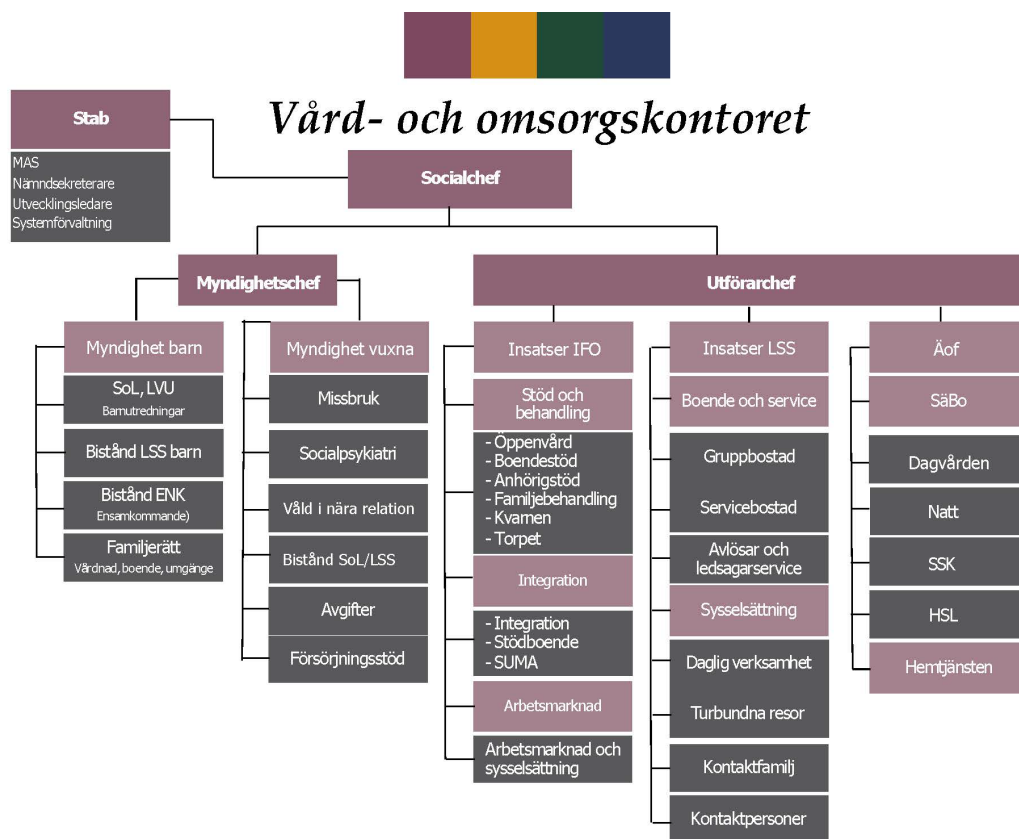 Vård- och omsorgskontoret
Stab
MAS
Nämndsekreterare
Utvecklingsledare
Systemförvaltning
Socialchef
Myndighetschef
Utförarchef
Myndighet barn
SoL, LVU
Barnutredningar
Bistånd LSS barn
Bistånd ENK
Ensamkommande)
Familjerätt
Vårdnad, boende, umgänge
Myndighet vuxna
Missbruk
Socialpsykiatri
Våld i nära relation
Bistånd SoL/LSS
Avgifter
Försörjningsstöd
Insatser IFO
Stöd och
behandling
- Öppenvård
- Boendestöd
- Anhörigstöd
- Familjebehandling
- Kvarnen
- Torpet
Integration
- Integration
- Stödboende
- SUMA
Arbetsmarknad
Arbetsmarknad och
sysselsättning
Insatser LSS
Boende och service
Gruppbostad
Servicebostad
Avlösar och
ledsagarservice
Sysselsättning
Daglig verksamhet
Turbundna resor
Kontaktfamilj
Kontaktpersoner
Äof
SäBo
Dagvården
Natt
SSK
HSL
Hemtjänsten